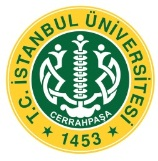 T.C. İSTANBUL ÜNİVERSİTESİ
CERRAHPAŞA
1453